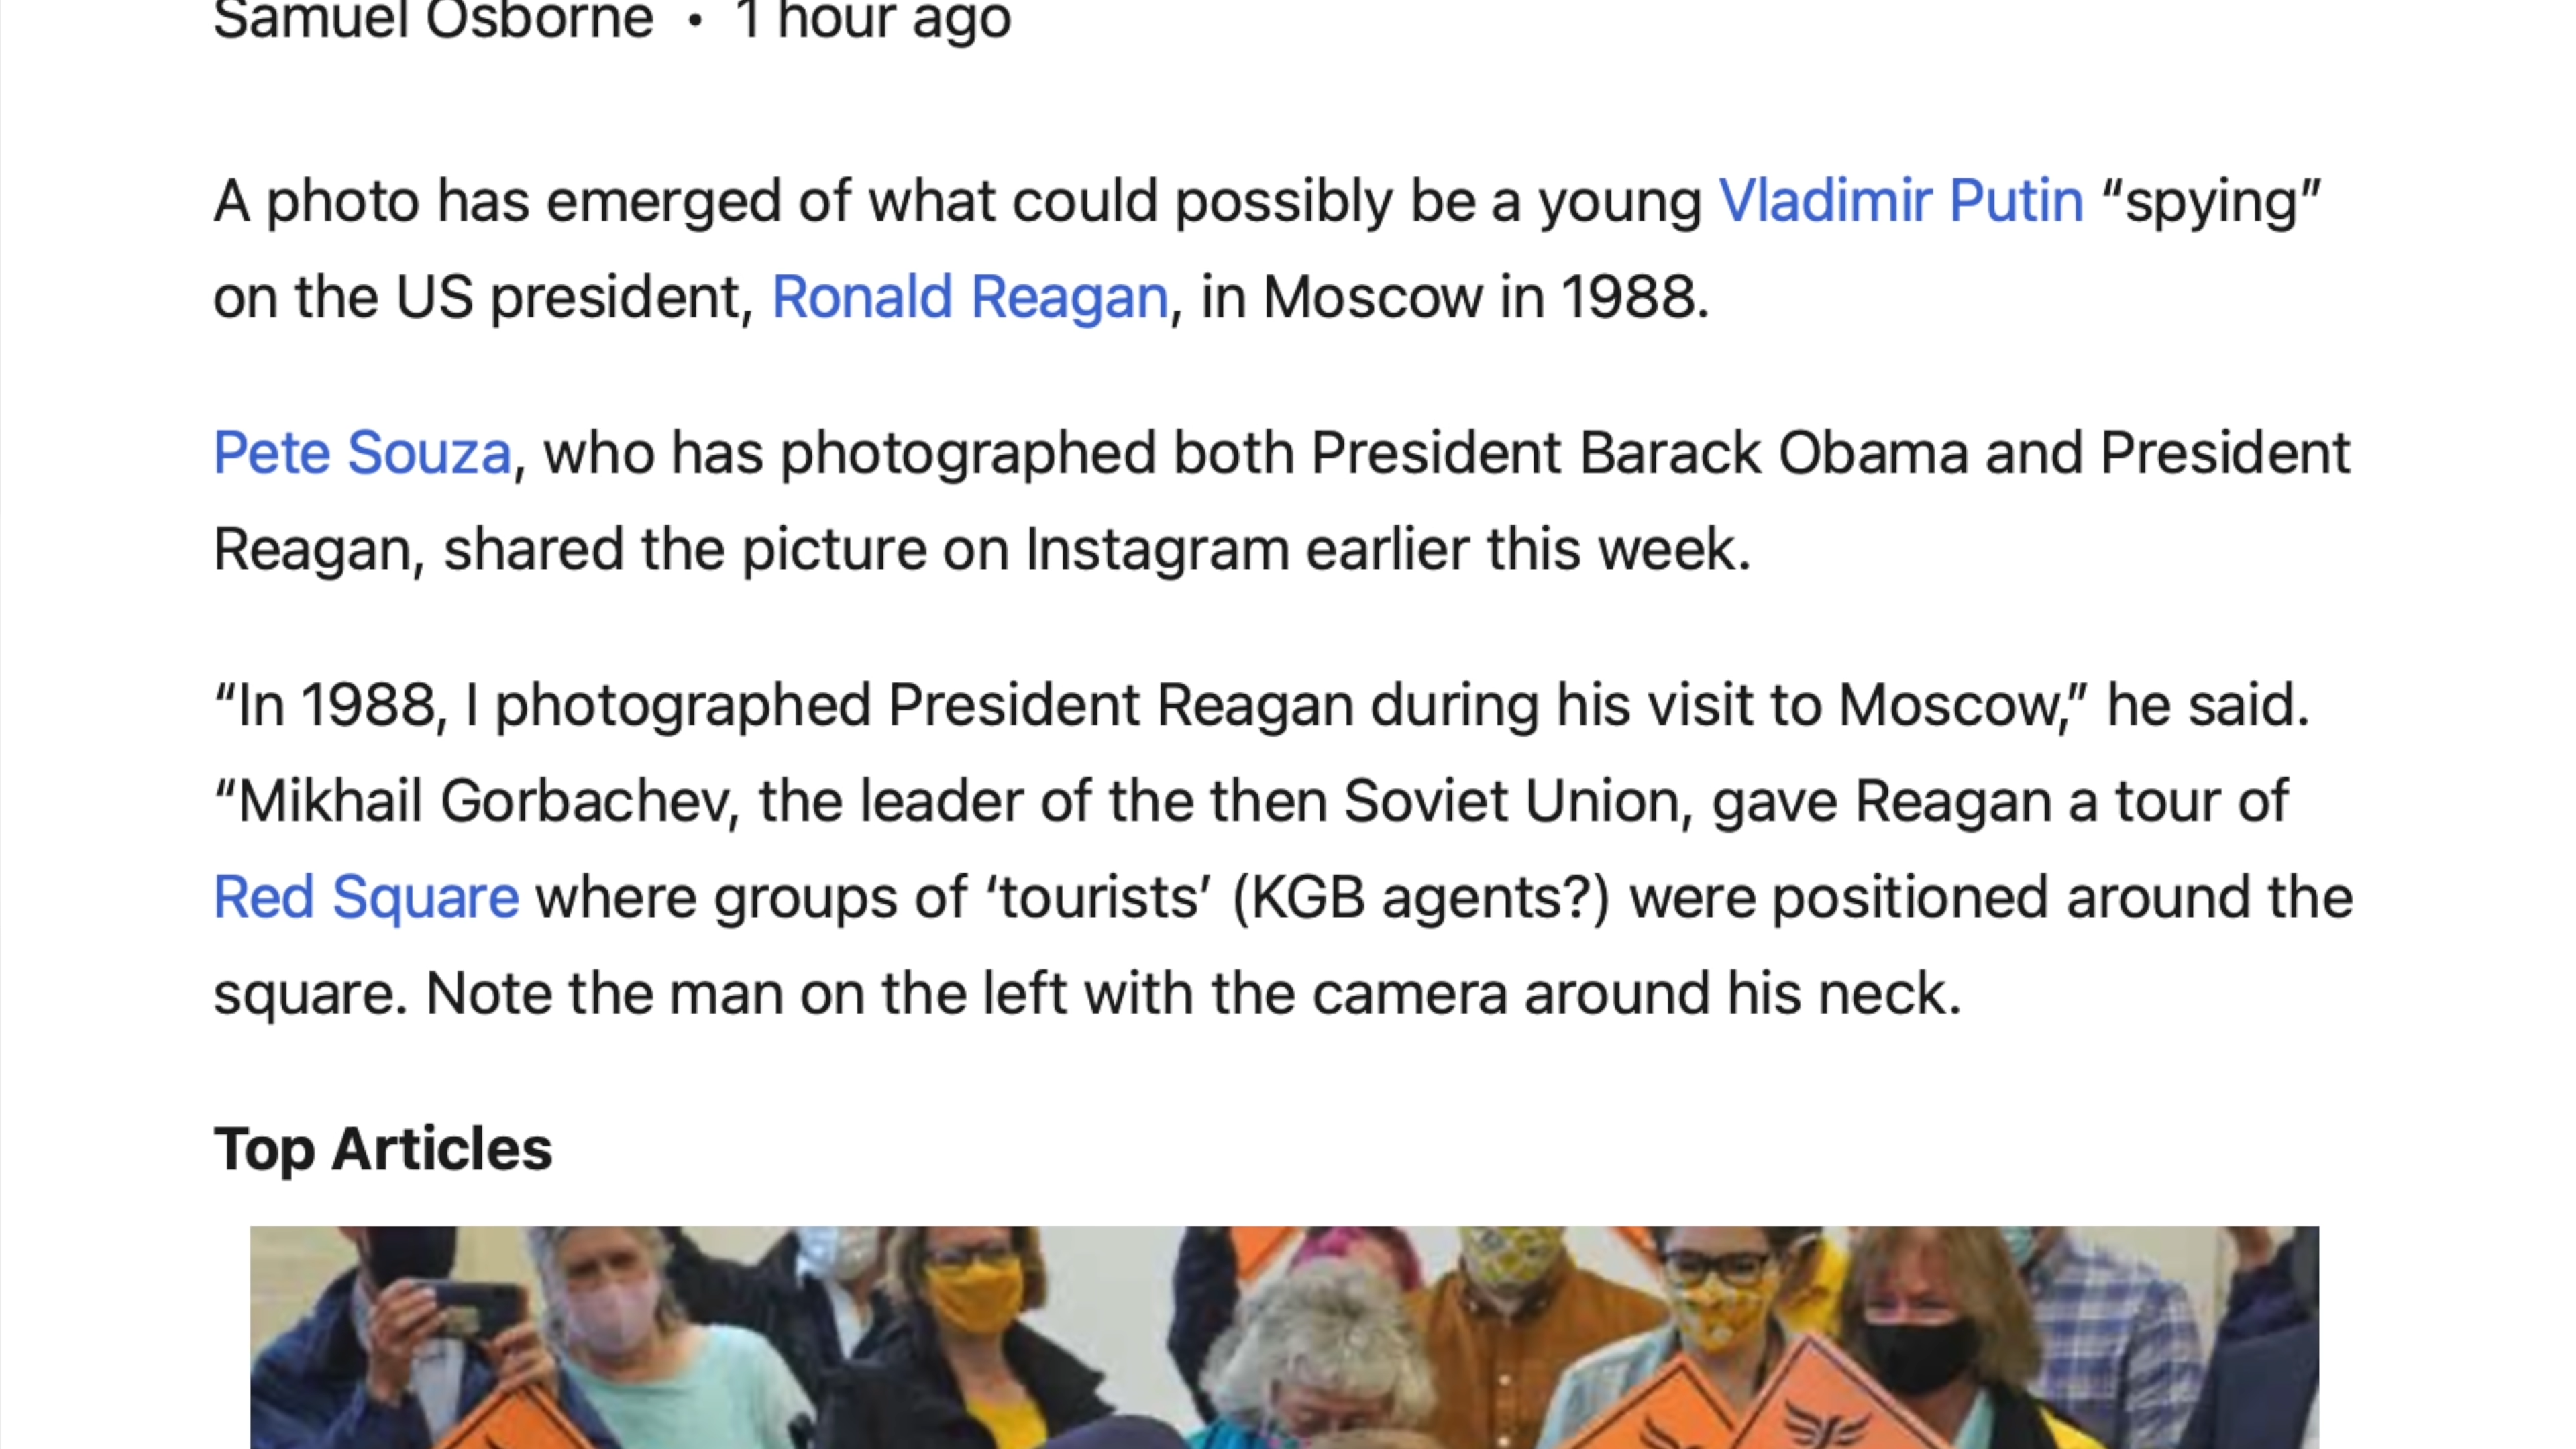 Samuel Osborne • 1 hour ago
A photo has emerged of what could possibly be a young Vladimir Putin “spying”
on the US president, Ronald Reagan, in Moscow in 1988.
Pete Souza, who has photographed both President Barack Obama and President
Reagan, shared the picture on Instagram earlier this week.
“In 1988, I photographed President Reagan during his visit to Moscow,” he said.
“Mikhail Gorbachev, the leader of the then Soviet Union, gave Reagan a tour of
Red Square where groups of ‘tourists’ (KGB agents?) were positioned around the
square. Note the man on the left with the camera around his neck.
Top Articles